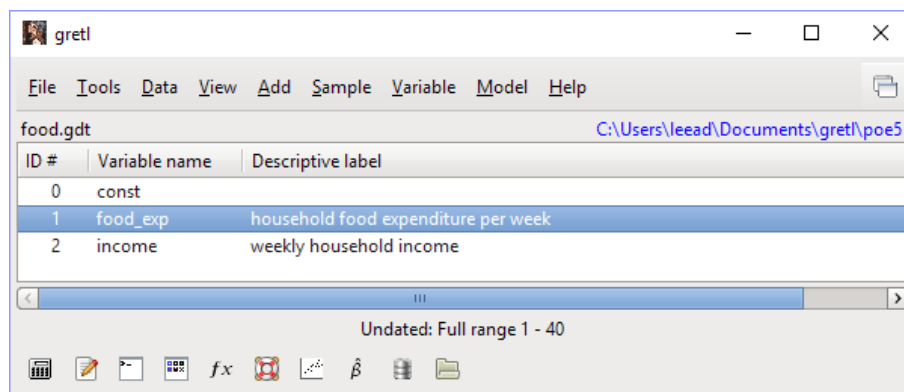 gretl
File Tools Data View Add Sample Variable Model Help
food.gdt C:\Users\leead\Documents\gretl\poe5
ID # Variable name Descriptive label
0 const
1 food_exp household food expenditure per week
2 income weekly household income
Undated: Full range 1 - 40
fx β̂